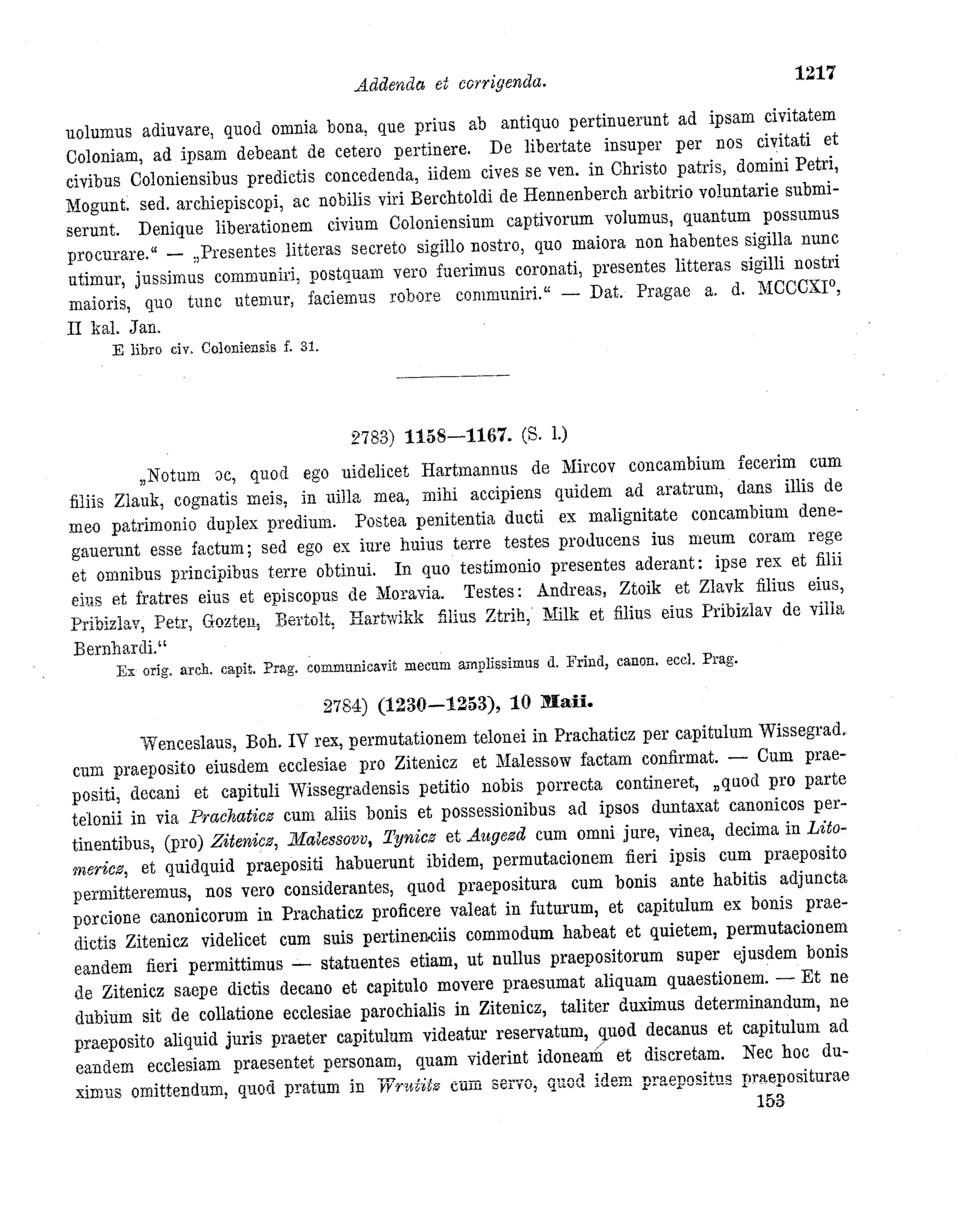 Addenda et corrigenda.
1217
uolumus adiuvare, quod omnia bona, que prius ab antiquo pertinuerunt ad ipsam civitatem
Coloniam, ad ipsam debeant de cetero pertinere. De libertate insuper per nos civitati et
civibus Coloniensibus predictis concedenda, iidem cives se ven. in Christo patris, domini Petri,
Mogunt. sed. archiepiscopi, ac nobilis viri Berchtoldi de Hennenberch arbitrio voluntarie submi-
serunt. Denique liberationem civium Coloniensium captivorum volumus, quantum possumus
procurare.“ — „Presentes litteras secreto sigillo nostro, quo maiora non habentes sigilla nunc
utimur, jussimus communiri, postquam vero fuerimus coronati, presentes litteras sigilli nostri
maioris, quo tunc utemur, faciemus robore communiri.“ — Dat. Pragae a. d. MCCCXI⁰,
II kal. Jan.
E libro civ. Coloniensis f. 31.
2783) 1158—1167. (S. l.)
„Notum ɔc, quod ego uidelicet Hartmannus de Mircov concambium fecerim cum
filiis Zlauk, cognatis meis, in uilla mea, mihi accipiens quidem ad aratrum, dans illis de
meo patrimonio duplex predium. Postea penitentia ducti ex malignitate concambium dene-
gauerunt esse factum; sed ego ex iure huius terre testes producens ius meum coram rege
et omnibus principibus terre obtinui. In quo testimonio presentes aderant: ipse rex et filii
eius et fratres eius et episcopus de Moravia. Testes: Andreas, Ztoik et Zlavk filius eius,
Pribizlav, Petr, Gozten, Bertolt, Hartwikk filius Ztrih, Milk et filius eius Pribizlav de villa
Bernhardi.“
Ex orig. arch. capit. Prag. communicavit mecum amplissimus d. Frind, canon. eccl. Prag.
2784) (1230—1253), 10 Maii.
Wenceslaus, Boh. IV rex, permutationem telonei in Prachaticz per capitulum Wissegrad.
cum praeposito eiusdem ecclesiae pro Zitenicz et Malessow factam confirmat. — Cum prae-
positi, decani et capituli Wissegradensis petitio nobis porrecta contineret, „quod pro parte
telonii in via Prachaticz cum aliis bonis et possessionibus ad ipsos duntaxat canonicos per-
tinentibus, (pro) Zitenicz, Malessovv, Tynicz et Augezd cum omni jure, vinea, decima in Lito-
mericz, et quidquid praepositi habuerunt ibidem, permutacionem fieri ipsis cum praeposito
permitteremus, nos vero considerantes, quod praepositura cum bonis ante habitis adjuncta
porcione canonicorum in Prachaticz proficere valeat in futurum, et capitulum ex bonis prae-
dictis Zitenicz videlicet cum suis pertinenciis commodum habeat et quietem, permutacionem
eandem fieri permittimus — statuentes etiam, ut nullus praepositorum super ejusdem bonis
de Zitenicz saepe dictis decano et capitulo movere praesumat aliquam quaestionem. — Et ne
dubium sit de collatione ecclesiae parochialis in Zitenicz, taliter duximus determinandum, ne
praeposito aliquid juris praeter capitulum videatur reservatum, quod decanus et capitulum ad
eandem ecclesiam praesentet personam, quam viderint idoneam et discretam. Nec hoc du-
ximus omittendum, quod pratum in Wrutitz cum servo, quod idem praepositus praepositurae
153